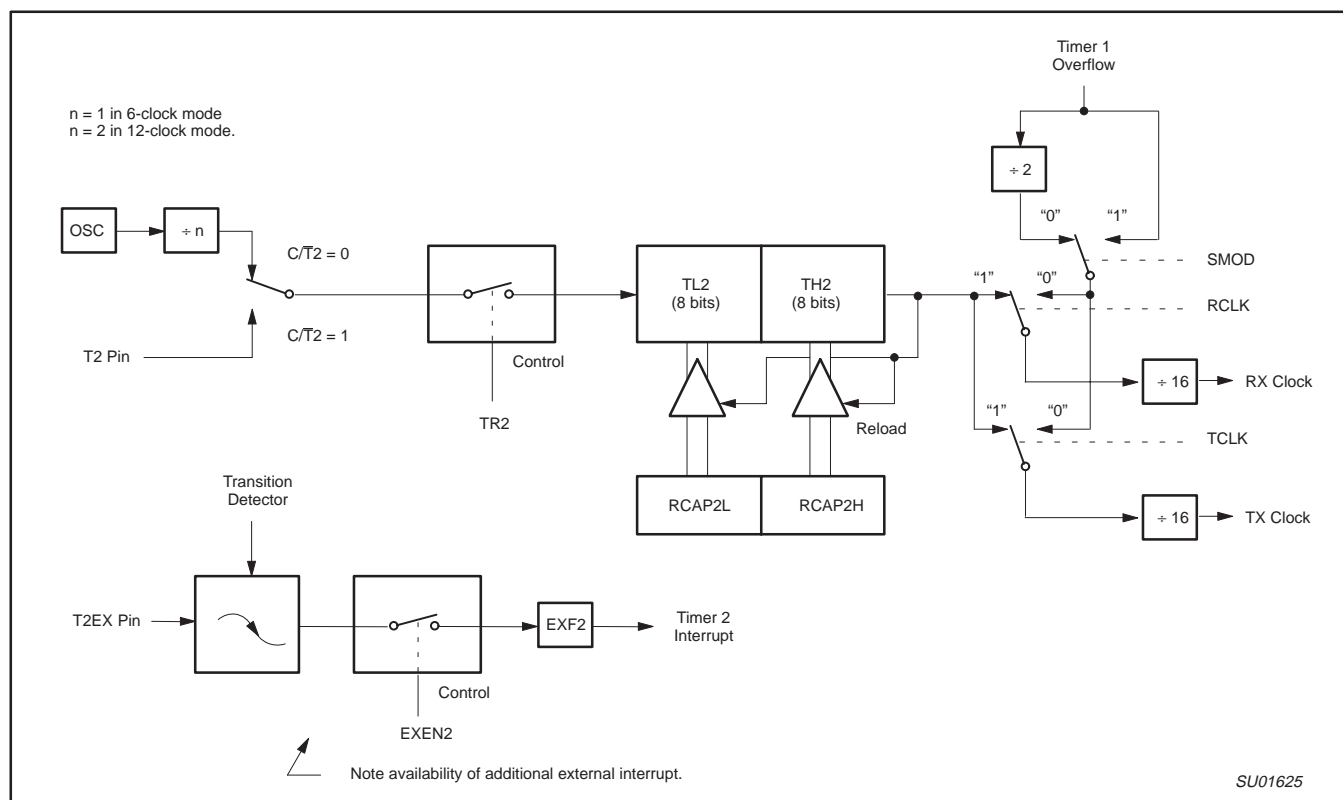 Timer 1
Overflow
n = 1 in 6-clock mode
n = 2 in 12-clock mode.
÷ 2
“0”
“1”
OSC
÷ n
C/T̅2 = 0
TL2
(8 bits)
TH2
(8 bits)
SMOD
“1”
“0”
RCLK
C/T̅2 = 1
T2 Pin
Control
÷ 16
RX Clock
TR2
Reload
“1”
“0”
TCLK
Transition
Detector
RCAP2L
RCAP2H
÷ 16
TX Clock
T2EX Pin
EXF2
Timer 2
Interrupt
Control
EXEN2
Note availability of additional external interrupt.
SU01625